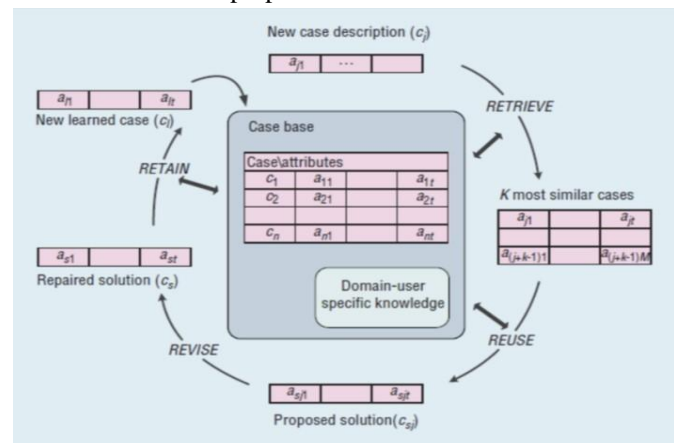 New case description (cj)
aj1 ...
RETRIEVE
al1 alt
New learned case (cl)
RETAIN
Case base
Case\attributes
c1 a11 a1t
c2 a21 a2t
cn an1 ant
Domain-user
specific knowledge
K most similar cases
aj1 ajt
a(j+k-1)1 a(j+k-1)M
as1 ast
Repaired solution (cs)
REUSE
REVISE
asj1 asjt
Proposed solution(csj)